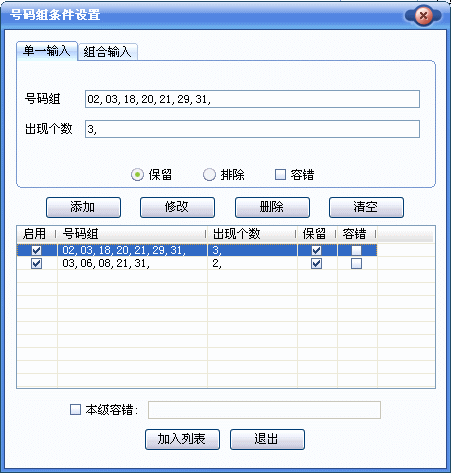 号码组条件设置
单一输入 组合输入
号码组 02,03,18,20,21,29,31,
出现个数 3,
保留 排除 容错
添加 修改 删除 清空
启用 号码组 出现个数 保留 容错
02,03,18,20,21,29,31, 3,
03,06,08,21,31, 2,
本级容错:
加入列表 退出